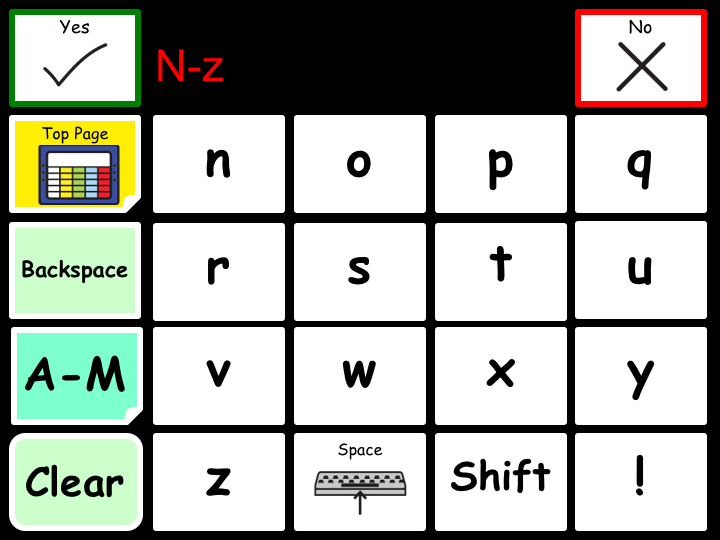 Yes
N-z
No
Top Page
n
o
p
q
Backspace
r
s
t
u
A-M
v
w
x
y
Clear
z
Space
Shift
!